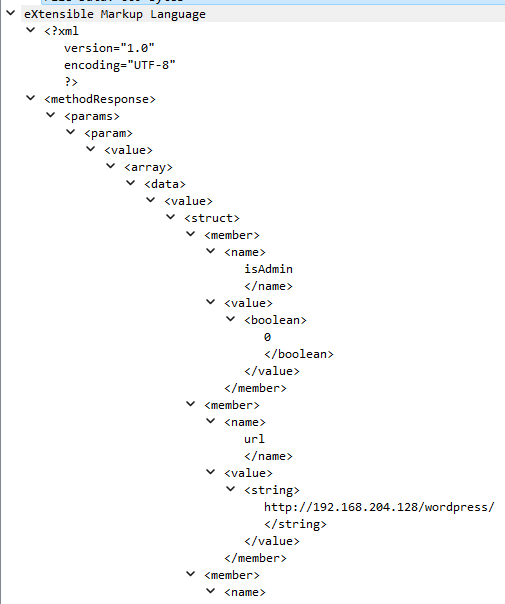 eXtensible Markup Language
<?xml
version="1.0"
encoding="UTF-8"
?>
<methodResponse>
<params>
<param>
<value>
<array>
<data>
<value>
<struct>
<member>
<name>
isAdmin
</name>
<value>
<boolean>
0
</boolean>
</value>
</member>
<member>
<name>
url
</name>
<value>
<string>
http://192.168.204.128/wordpress/
</string>
</value>
</member>
<member>
<name>